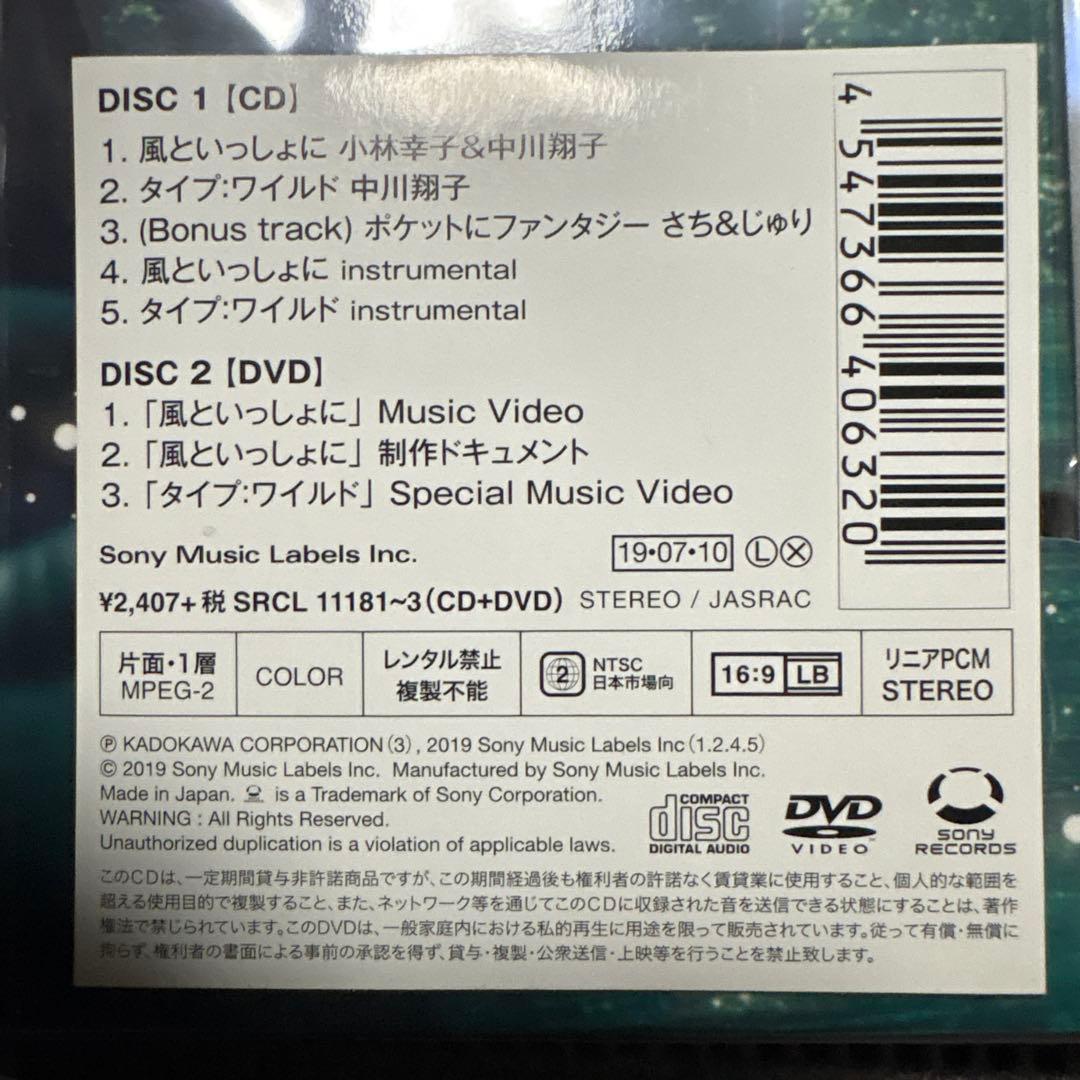 DISC 1【CD】
1. 風といっしょに 小林幸子&中川翔子
2. タイプ:ワイルド 中川翔子
3. (Bonus track) ポケットにファンタジー さち&じゅり
4. 風といっしょに instrumental
5. タイプ:ワイルド instrumental
DISC 2【DVD】
1.「風といっしょに」Music Video
2.「風といっしょに」制作ドキュメント
3.「タイプ:ワイルド」Special Music Video
4 547366 406320
Sony Music Labels Inc.
19・07・10 Ⓛ Ⓧ
¥2,407+税 SRCL 11181~3(CD+DVD) STEREO / JASRAC
片面・1層
MPEG-2
COLOR
レンタル禁止
複製不能
2 NTSC
日本市場向
16:9 LB
リニアPCM
STEREO
Ⓟ KADOKAWA CORPORATION(3), 2019 Sony Music Labels Inc(1.2.4.5)
© 2019 Sony Music Labels Inc. Manufactured by Sony Music Labels Inc.
Made in Japan. is a Trademark of Sony Corporation.
WARNING : All Rights Reserved.
Unauthorized duplication is a violation of applicable laws.
COMPACT
disc
DIGITAL AUDIO
DVD
VIDEO™
SONY
RECORDS
このCDは、一定期間貸与非許諾商品ですが、この期間経過後も権利者の許諾なく賃貸業に使用すること、個人的な範囲を
超える使用目的で複製すること、また、ネットワーク等を通じてこのCDに収録された音を送信できる状態にすることは、著作
権法で禁じられています。このDVDは、一般家庭内における私的再生に用途を限って販売されています。従って有償・無償に
拘らず、権利者の書面による事前の承認を得ず、貸与・複製・公衆送信・上映等を行うことを禁止致します。